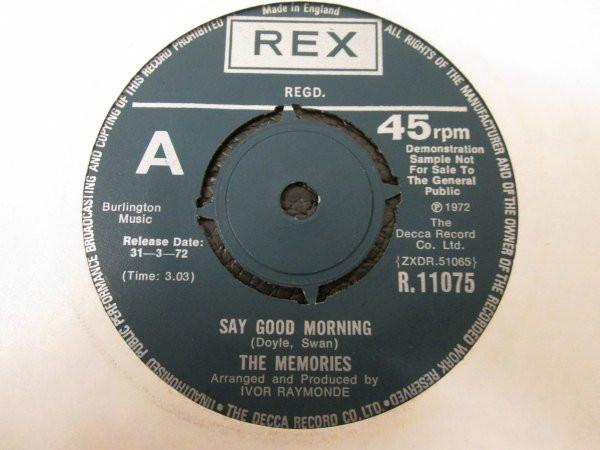 Made in England
REX
REGD.
A
45 rpm
Demonstration
Sample Not
For Sale To
The General
Public
Ⓟ 1972
The
Decca Record
Co. Ltd.
{ZXDR.51065}
R.11075
Burlington
Music
Release Date:
31-3-72
(Time: 3.03)
SAY GOOD MORNING
(Doyle, Swan)
THE MEMORIES
Arranged and Produced by
IVOR RAYMONDE
ALL RIGHTS OF THE MANUFACTURER AND OF THE OWNER OF THE RECORDED WORK RESERVED•
UNAUTHORISED PUBLIC PERFORMANCE BROADCASTING AND COPYING OF THIS RECORD PROHIBITED
•THE DECCA RECORD CO. LTD.•